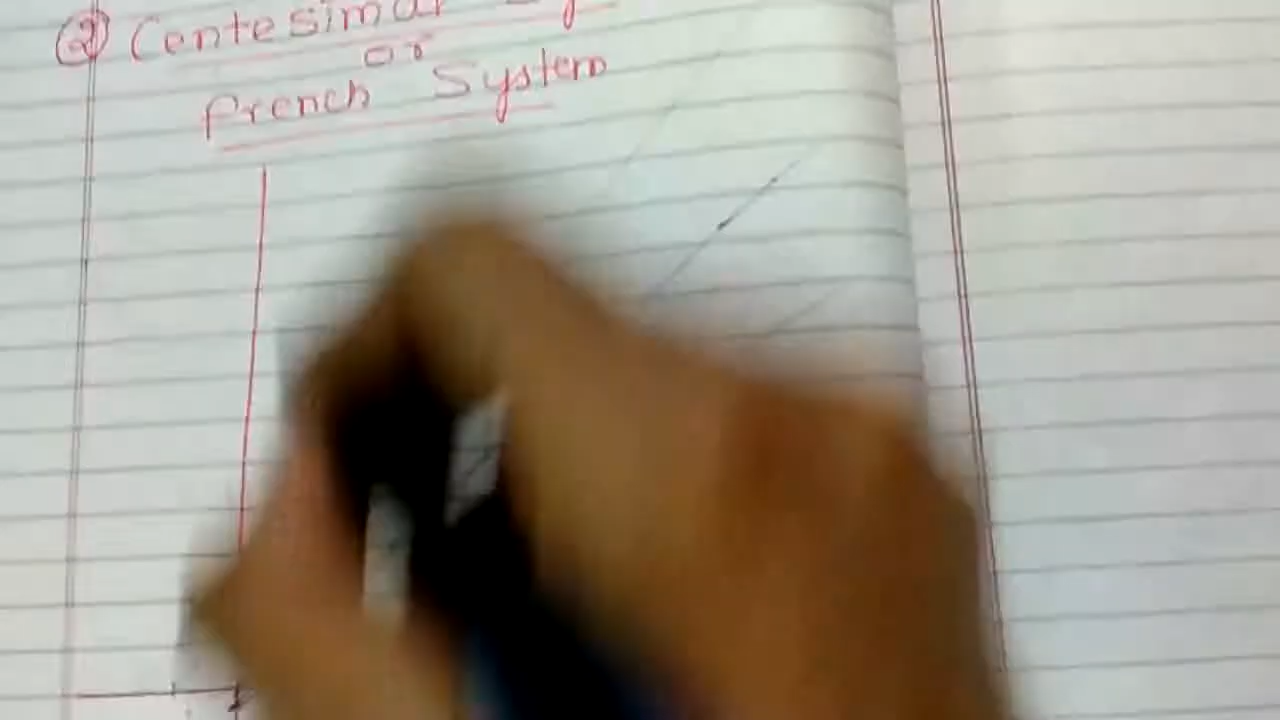 ② Centesimal
or
French System